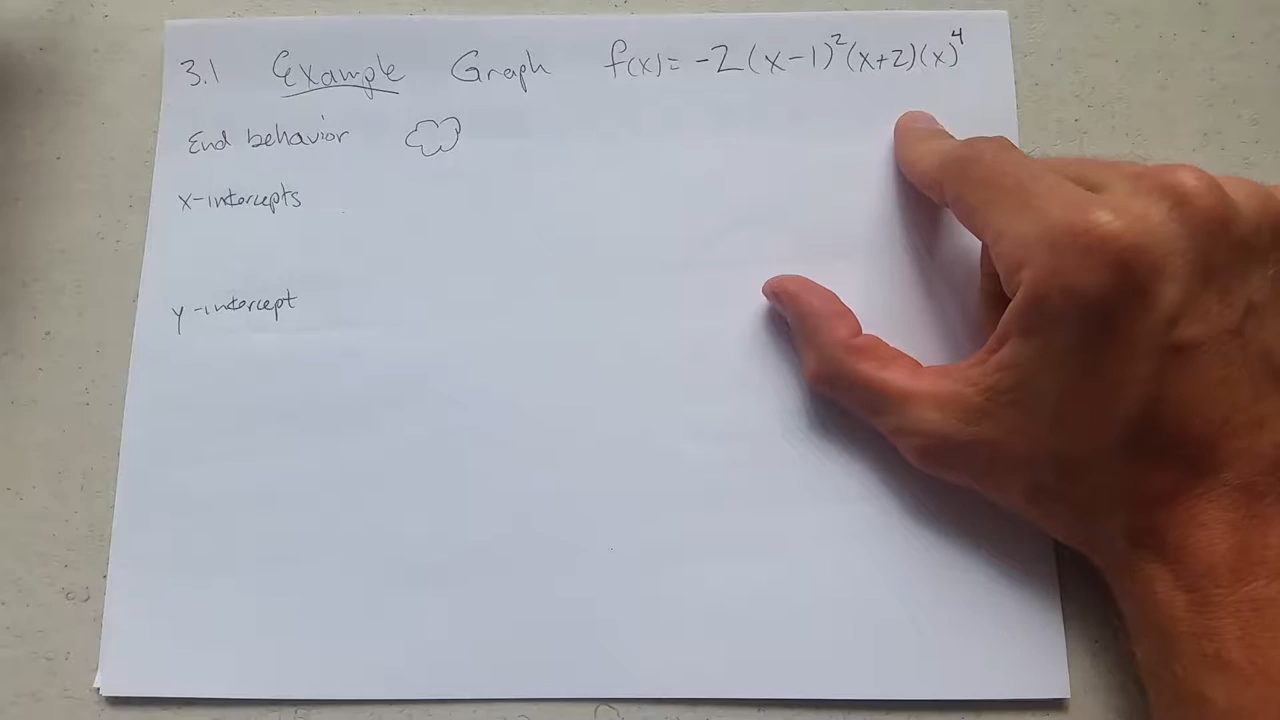 3.1 Example Graph f(x) = -2(x-1)²(x+2)(x)⁴
End behavior
x-intercepts
y-intercept